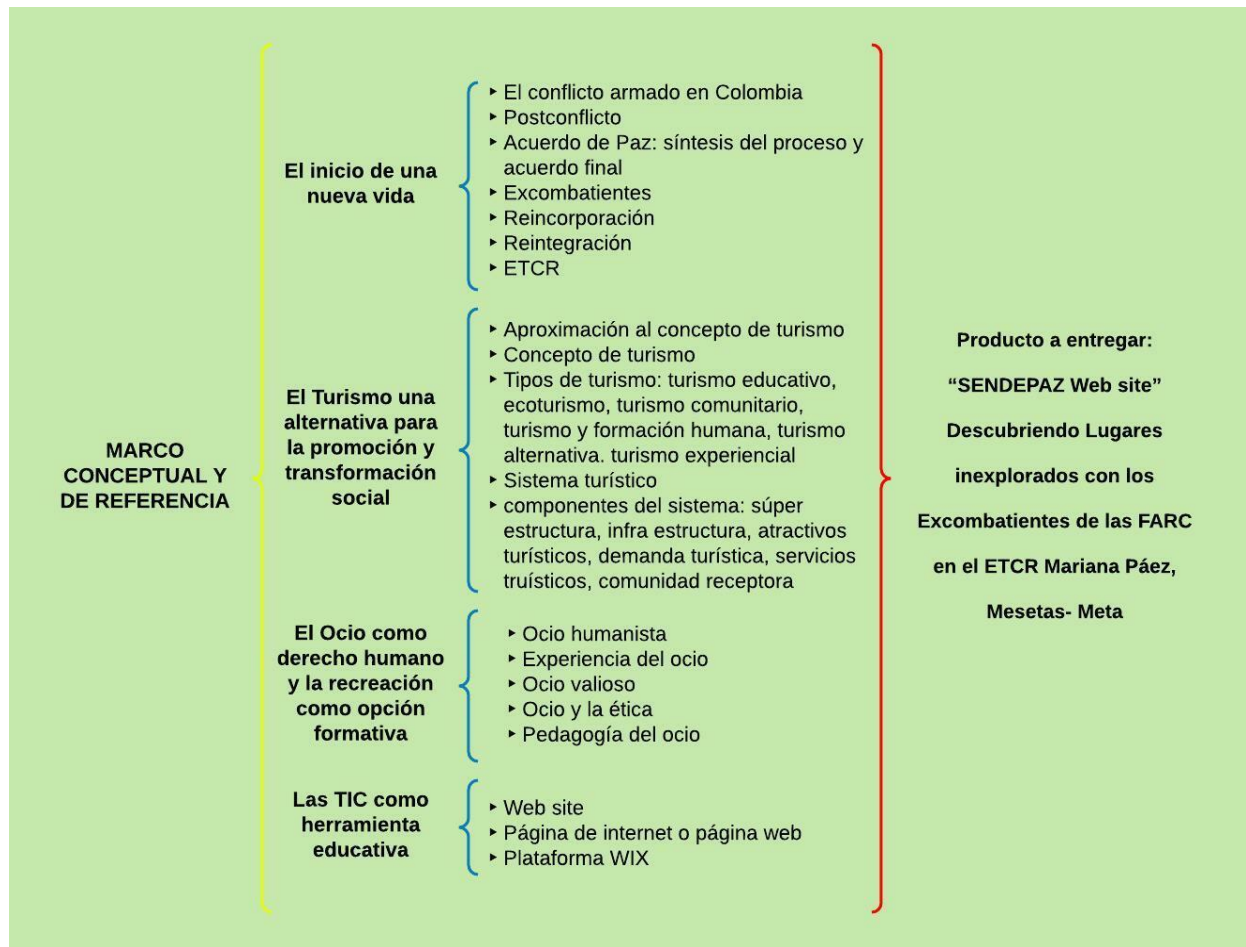 MARCO
CONCEPTUAL Y
DE REFERENCIA
El inicio de una
nueva vida
‣ El conflicto armado en Colombia
‣ Postconflicto
‣ Acuerdo de Paz: síntesis del proceso y
acuerdo final
‣ Excombatientes
‣ Reincorporación
‣ Reintegración
‣ ETCR
El Turismo una
alternativa para
la promoción y
transformación
social
‣ Aproximación al concepto de turismo
‣ Concepto de turismo
‣ Tipos de turismo: turismo educativo,
ecoturismo, turismo comunitario,
turismo y formación humana, turismo
alternativa. turismo experiencial
‣ Sistema turístico
‣ componentes del sistema: súper
estructura, infra estructura, atractivos
turísticos, demanda turística, servicios
truísticos, comunidad receptora
El Ocio como
derecho humano
y la recreación
como opción
formativa
‣ Ocio humanista
‣ Experiencia del ocio
‣ Ocio valioso
‣ Ocio y la ética
‣ Pedagogía del ocio
Las TIC como
herramienta
educativa
‣ Web site
‣ Página de internet o página web
‣ Plataforma WIX
Producto a entregar:
“SENDEPAZ Web site”
Descubriendo Lugares
inexplorados con los
Excombatientes de las FARC
en el ETCR Mariana Páez,
Mesetas- Meta